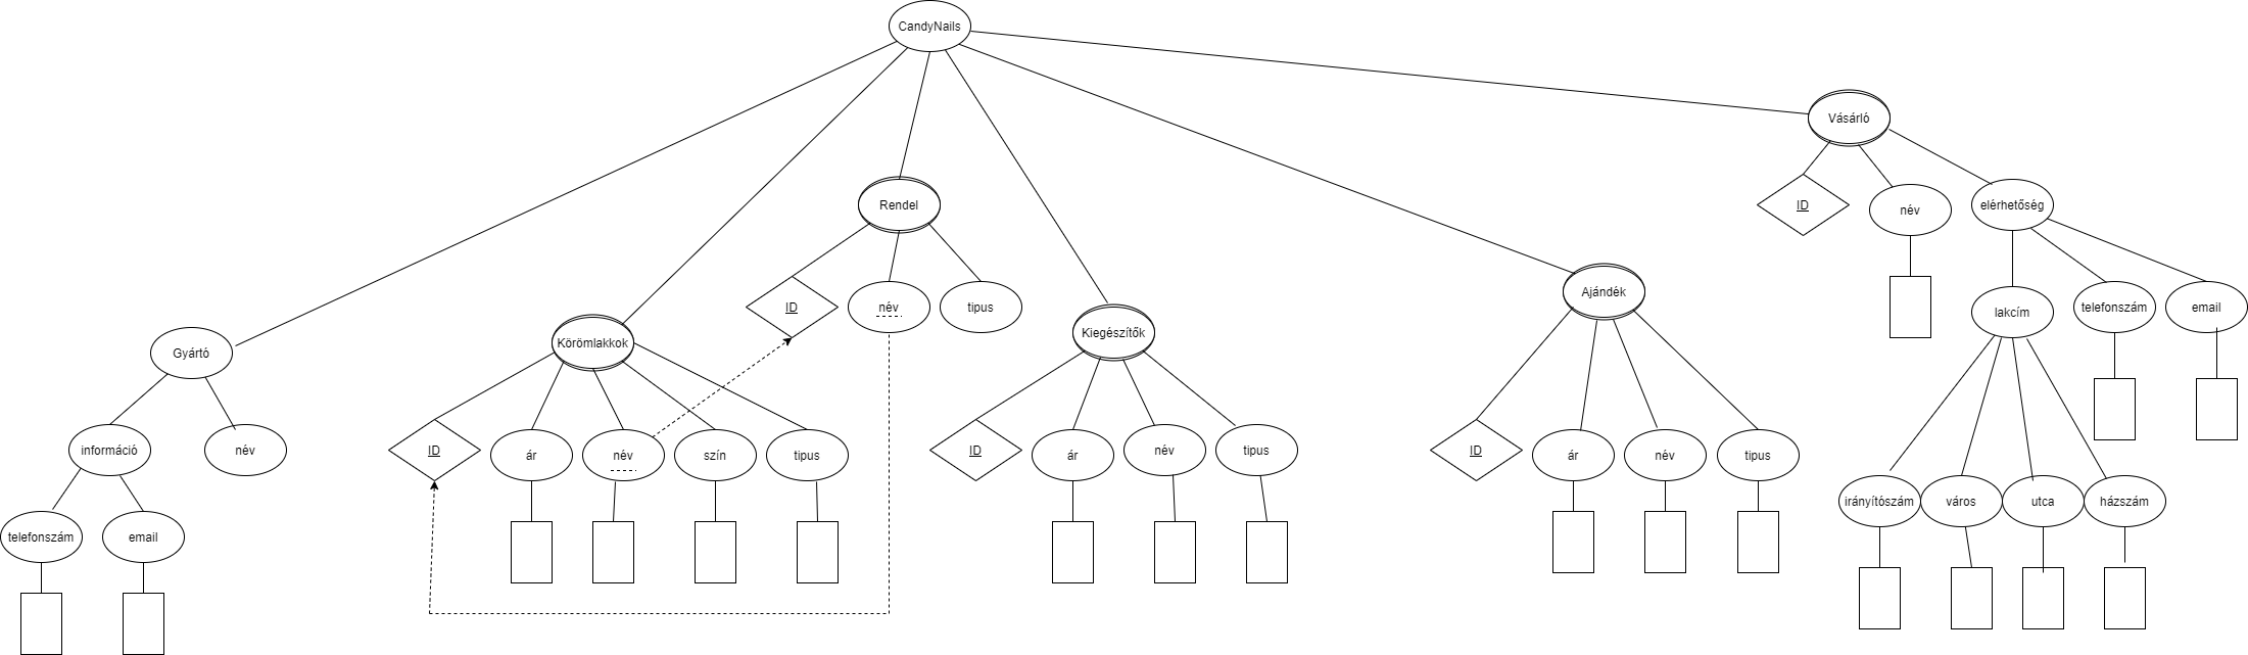 CandyNails
Vásárló
Rendel
ID
név
elérhetőség
Ajándék
ID
név
tipus
lakcím
telefonszám
email
Kiegészítők
Körömlakkok
Gyártó
információ
név
ID
ár
név
szín
tipus
ID
ár
név
tipus
ID
ár
név
tipus
irányítószám
város
utca
házszám
telefonszám
email